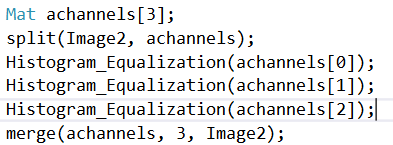 Mat achannels[3];
split(Image2, achannels);
Histogram_Equalization(achannels[0]);
Histogram_Equalization(achannels[1]);
Histogram_Equalization(achannels[2]);
merge(achannels, 3, Image2);